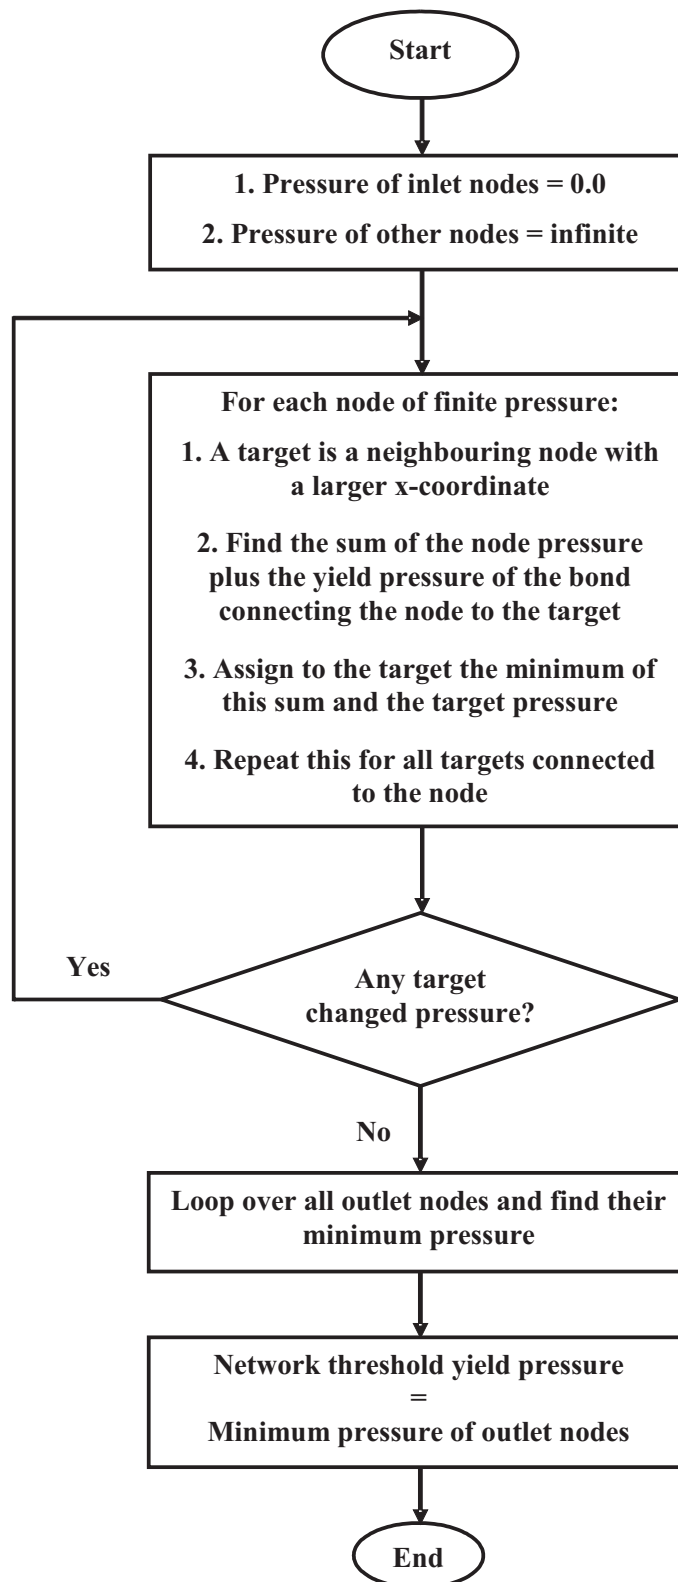 Start
1. Pressure of inlet nodes = 0.0
2. Pressure of other nodes = infinite
For each node of finite pressure:
1. A target is a neighbouring node with
a larger x-coordinate
2. Find the sum of the node pressure
plus the yield pressure of the bond
connecting the node to the target
3. Assign to the target the minimum of
this sum and the target pressure
4. Repeat this for all targets connected
to the node
Yes
Any target
changed pressure?
No
Loop over all outlet nodes and find their
minimum pressure
Network threshold yield pressure
=
Minimum pressure of outlet nodes
End